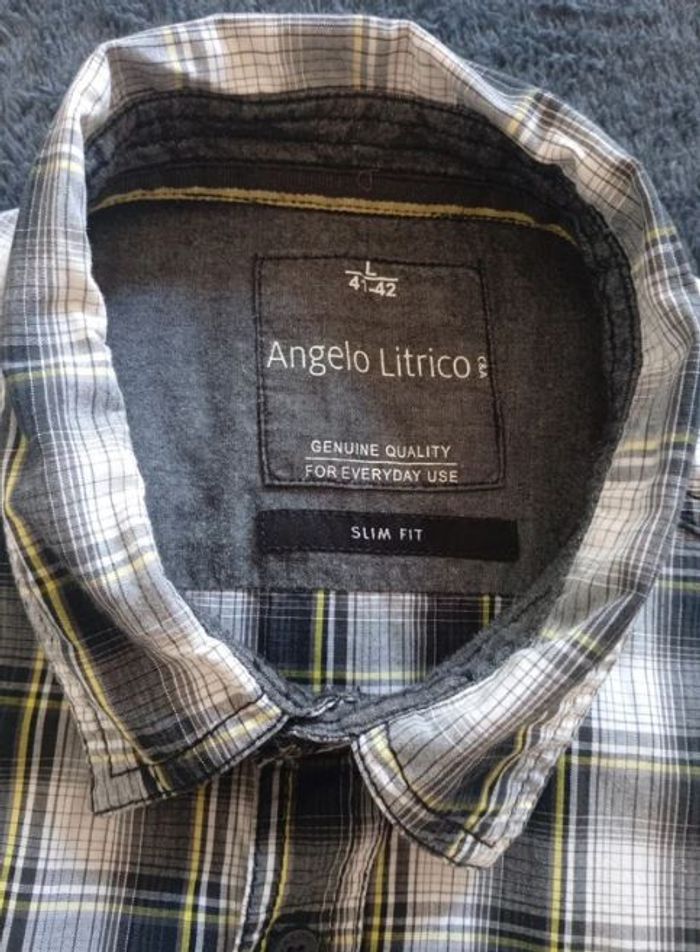 L
41-42
Angelo Litrico C&A
GENUINE QUALITY
FOR EVERYDAY USE
SLIM FIT